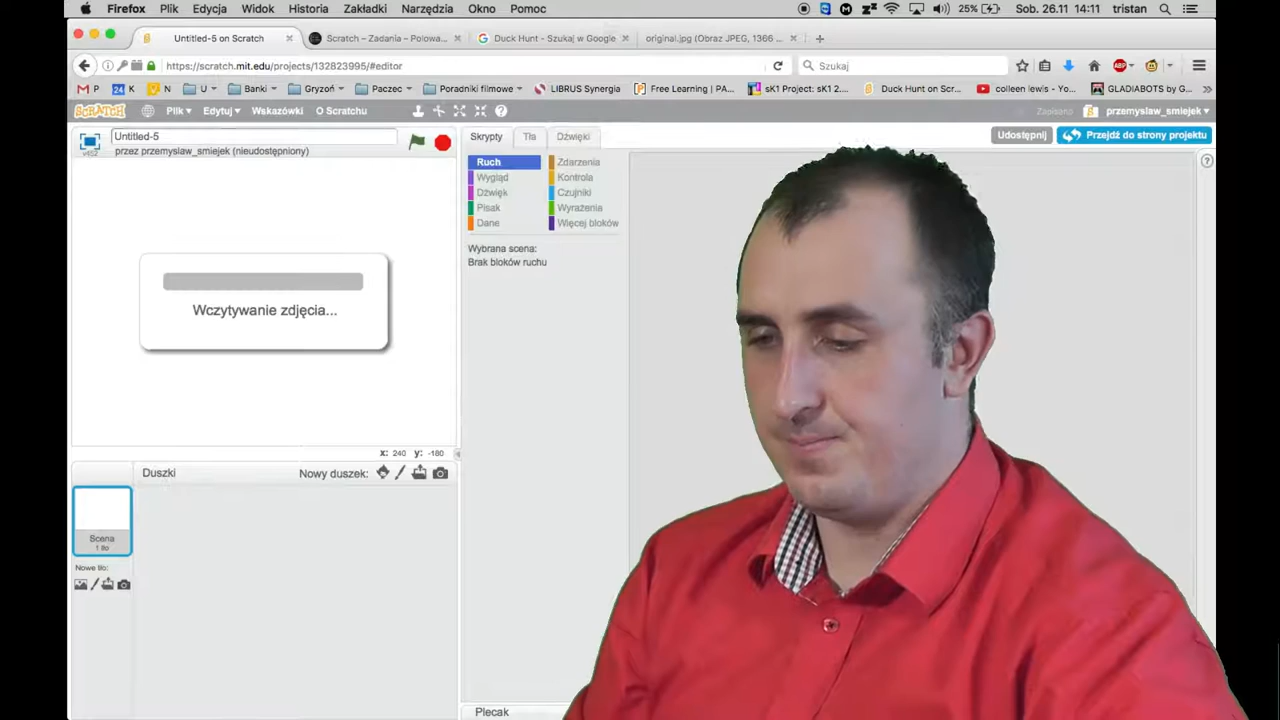 Firefox Plik Edycja Widok Historia Zakładki Narzędzia Okno Pomoc 25% Sob. 26.11 14:11 tristan
Untitled-5 on Scratch Scratch – Zadania – Polowa... Duck Hunt - Szukaj w Google original.jpg (Obraz JPEG, 1366 ...
https://scratch.mit.edu/projects/132823995/#editor Szukaj ABP
P 24 K N U Banki Gryzoń Paczec Poradniki filmowe LIBRUS Synergia Free Learning | PA... sK1 Project: sK1 2.... Duck Hunt on Scr... colleen lewis - Yo... GLADIABOTS by G...
SCRATCH Plik Edytuj Wskazówki O Scratchu Zapisano przemyslaw_smiejek
Untitled-5
v452 przez przemyslaw_smiejek (nieudostępniony)
Skrypty Tła Dźwięki Udostępnij Przejdź do strony projektu
Ruch Zdarzenia
Wygląd Kontrola
Dźwięk Czujniki
Pisak Wyrażenia
Dane Więcej bloków
Wybrana scena:
Brak bloków ruchu
Wczytywanie zdjęcia...
x: 240 y: -180
Duszki Nowy duszek:
Scena
1 tło
Nowe tło:
Plecak